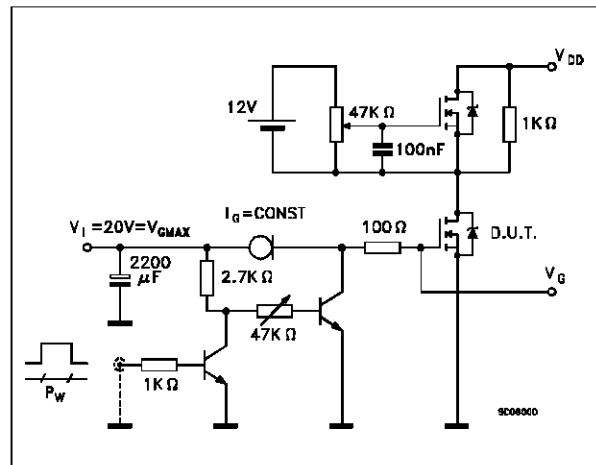 V_DD
12V
47KΩ
100nF
1KΩ
I_G=CONST
V_I=20V=V_GMAX
100Ω
D.U.T.
2200
μF
2.7KΩ
V_G
47KΩ
1KΩ
P_W